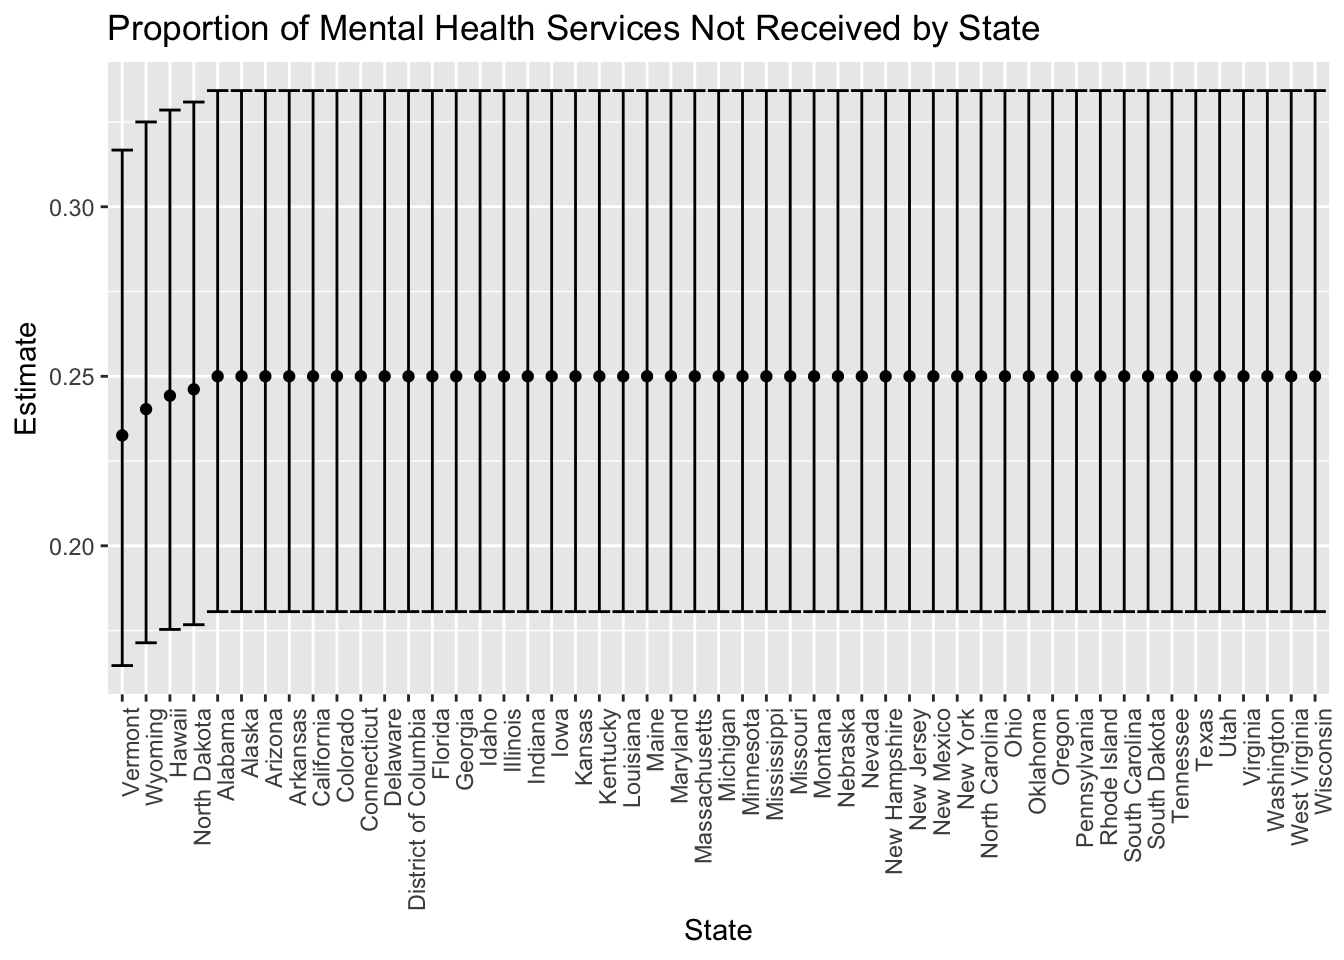 Proportion of Mental Health Services Not Received by State
Estimate
0.30
0.25
0.20
Vermont
Wyoming
Hawaii
North Dakota
Alabama
Alaska
Arizona
Arkansas
California
Colorado
Connecticut
Delaware
District of Columbia
Florida
Georgia
Idaho
Illinois
Indiana
Iowa
Kansas
Kentucky
Louisiana
Maine
Maryland
Massachusetts
Michigan
Minnesota
Mississippi
Missouri
Montana
Nebraska
Nevada
New Hampshire
New Jersey
New Mexico
New York
North Carolina
Ohio
Oklahoma
Oregon
Pennsylvania
Rhode Island
South Carolina
South Dakota
Tennessee
Texas
Utah
Virginia
Washington
West Virginia
Wisconsin
State